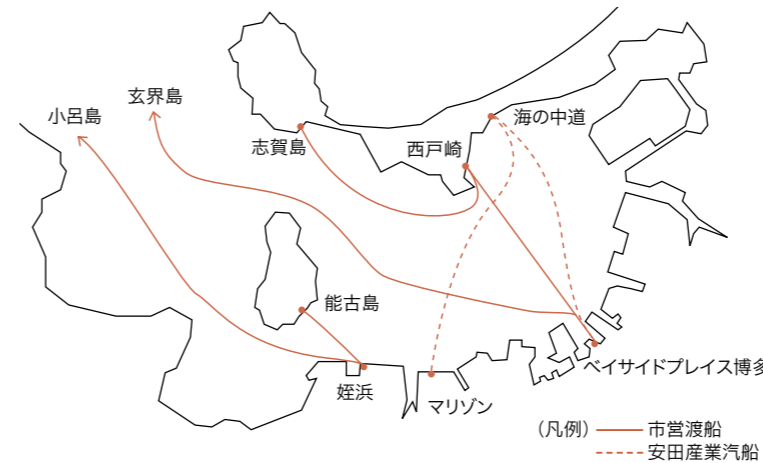 玄界島
小呂島
海の中道
志賀島
西戸崎
能古島
ベイサイドプレイス博多
姪浜
マリゾン
（凡例）
市営渡船
安田産業汽船